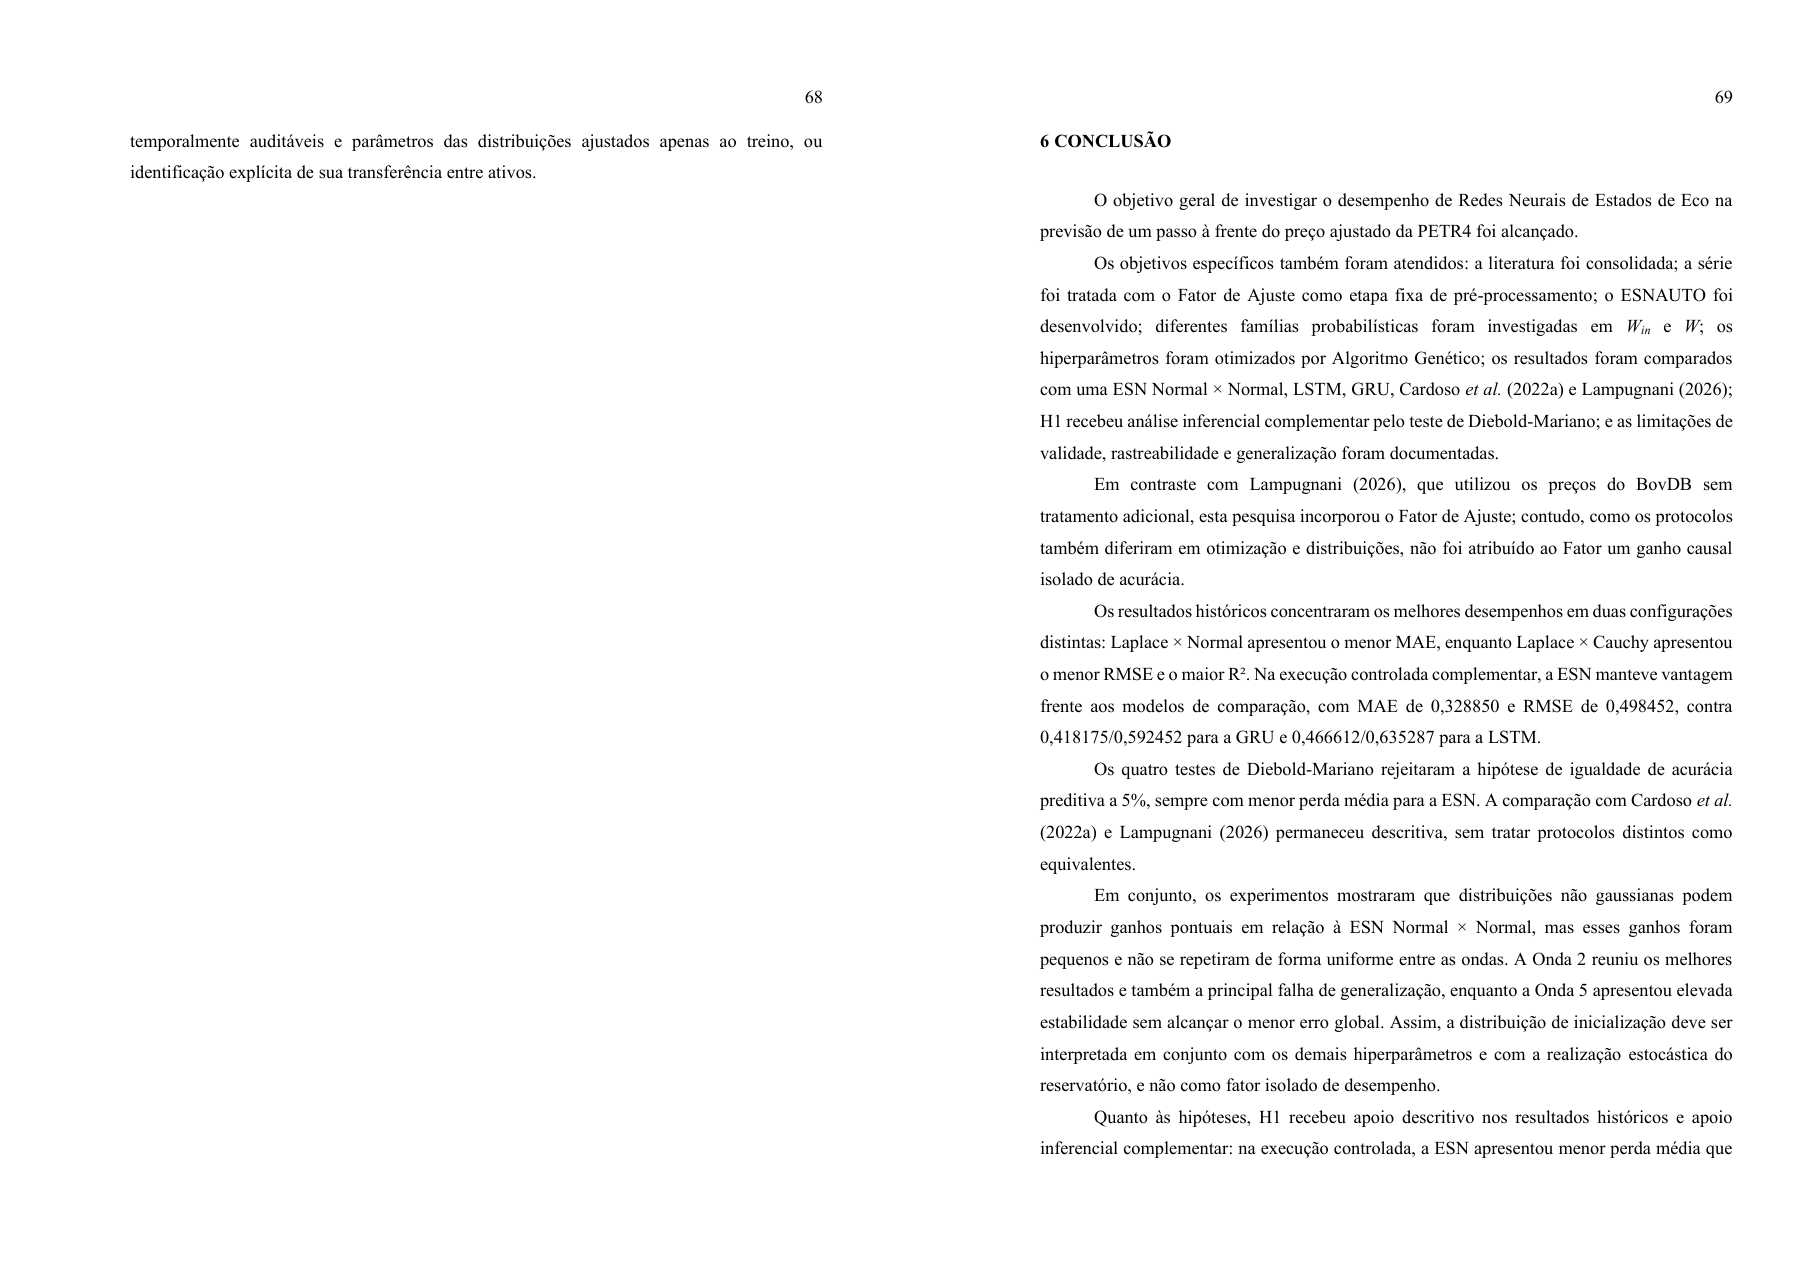 68
temporalmente auditáveis e parâmetros das distribuições ajustados apenas ao treino, ou
identificação explícita de sua transferência entre ativos.
69
6 CONCLUSÃO
O objetivo geral de investigar o desempenho de Redes Neurais de Estados de Eco na
previsão de um passo à frente do preço ajustado da PETR4 foi alcançado.
Os objetivos específicos também foram atendidos: a literatura foi consolidada; a série
foi tratada com o Fator de Ajuste como etapa fixa de pré-processamento; o ESNAUTO foi
desenvolvido; diferentes famílias probabilísticas foram investigadas em Win e W; os
hiperparâmetros foram otimizados por Algoritmo Genético; os resultados foram comparados
com uma ESN Normal × Normal, LSTM, GRU, Cardoso et al. (2022a) e Lampugnani (2026);
H1 recebeu análise inferencial complementar pelo teste de Diebold-Mariano; e as limitações de
validade, rastreabilidade e generalização foram documentadas.
Em contraste com Lampugnani (2026), que utilizou os preços do BovDB sem
tratamento adicional, esta pesquisa incorporou o Fator de Ajuste; contudo, como os protocolos
também diferiram em otimização e distribuições, não foi atribuído ao Fator um ganho causal
isolado de acurácia.
Os resultados históricos concentraram os melhores desempenhos em duas configurações
distintas: Laplace × Normal apresentou o menor MAE, enquanto Laplace × Cauchy apresentou
o menor RMSE e o maior R². Na execução controlada complementar, a ESN manteve vantagem
frente aos modelos de comparação, com MAE de 0,328850 e RMSE de 0,498452, contra
0,418175/0,592452 para a GRU e 0,466612/0,635287 para a LSTM.
Os quatro testes de Diebold-Mariano rejeitaram a hipótese de igualdade de acurácia
preditiva a 5%, sempre com menor perda média para a ESN. A comparação com Cardoso et al.
(2022a) e Lampugnani (2026) permaneceu descritiva, sem tratar protocolos distintos como
equivalentes.
Em conjunto, os experimentos mostraram que distribuições não gaussianas podem
produzir ganhos pontuais em relação à ESN Normal × Normal, mas esses ganhos foram
pequenos e não se repetiram de forma uniforme entre as ondas. A Onda 2 reuniu os melhores
resultados e também a principal falha de generalização, enquanto a Onda 5 apresentou elevada
estabilidade sem alcançar o menor erro global. Assim, a distribuição de inicialização deve ser
interpretada em conjunto com os demais hiperparâmetros e com a realização estocástica do
reservatório, e não como fator isolado de desempenho.
Quanto às hipóteses, H1 recebeu apoio descritivo nos resultados históricos e apoio
inferencial complementar: na execução controlada, a ESN apresentou menor perda média que